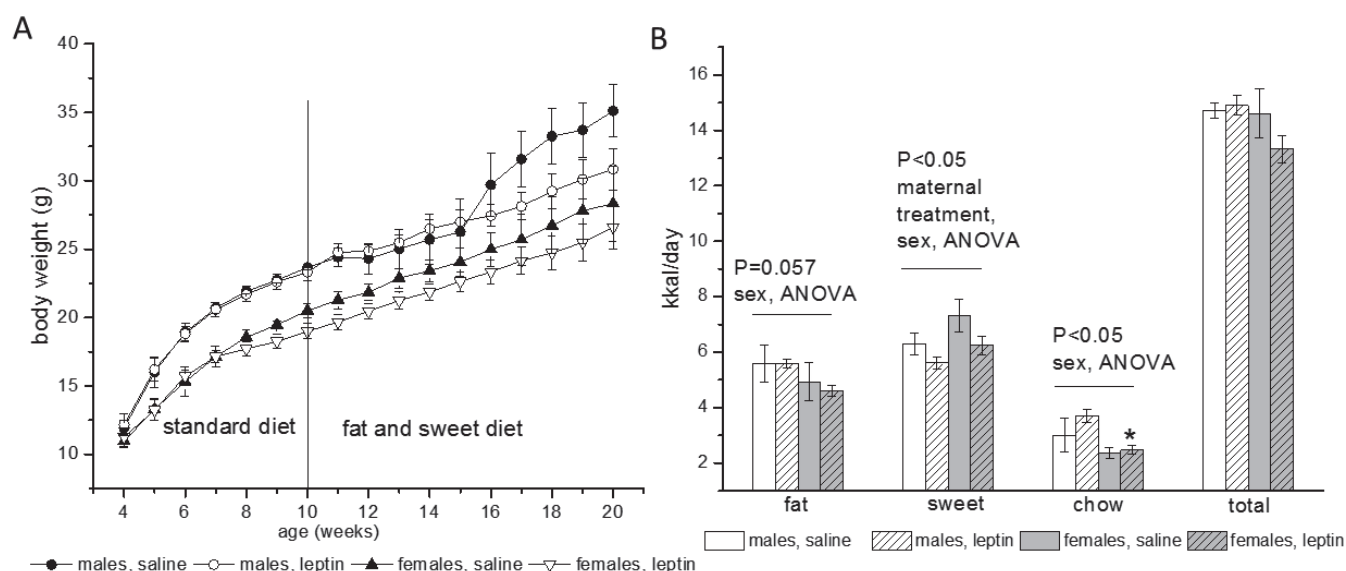 A
40
35
30
25
20
15
10
body weight (g)
standard diet
fat and sweet diet
4 6 8 10 12 14 16 18 20
age (weeks)
males, saline males, leptin females, saline females, leptin
B
16
14
12
10
8
6
4
2
kkal/day
P=0.057
sex, ANOVA
P<0.05
maternal
treatment,
sex, ANOVA
P<0.05
sex, ANOVA
*
fat sweet chow total
males, saline males, leptin females, saline females, leptin